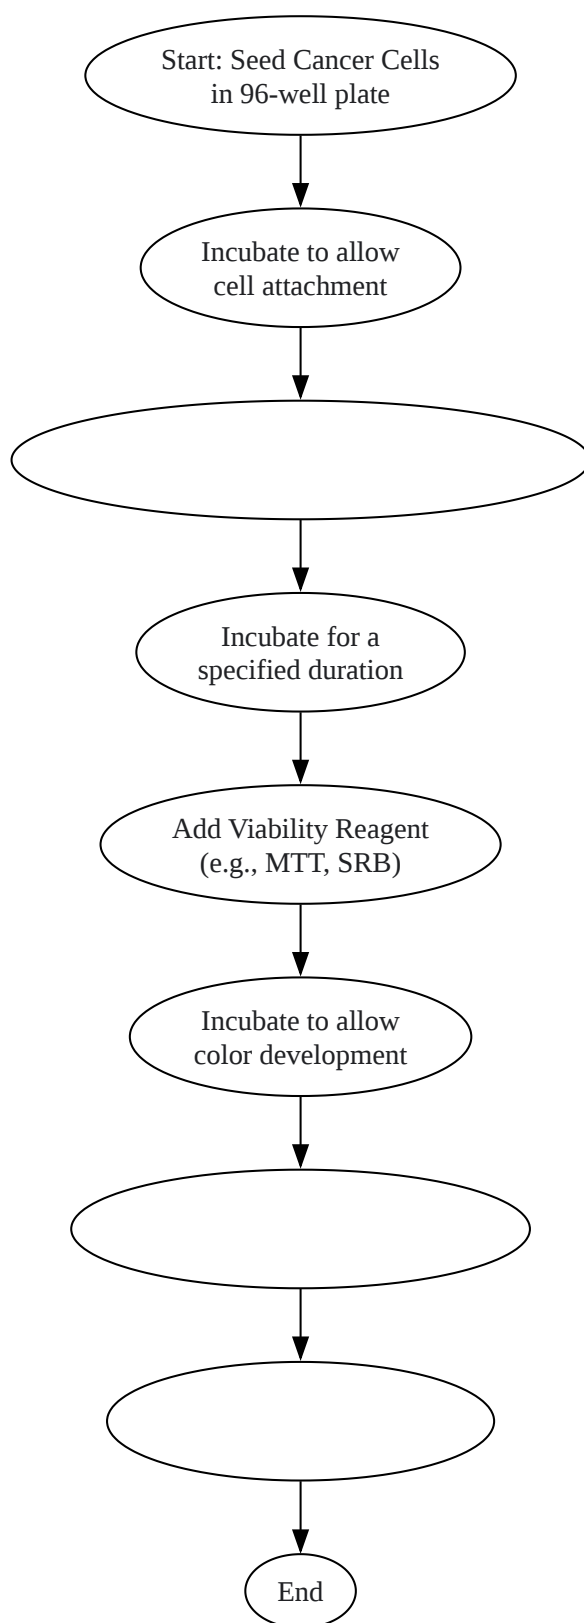 Start: Seed Cancer Cells
in 96-well plate
Incubate to allow
cell attachment
Incubate for a
specified duration
Add Viability Reagent
(e.g., MTT, SRB)
Incubate to allow
color development
End